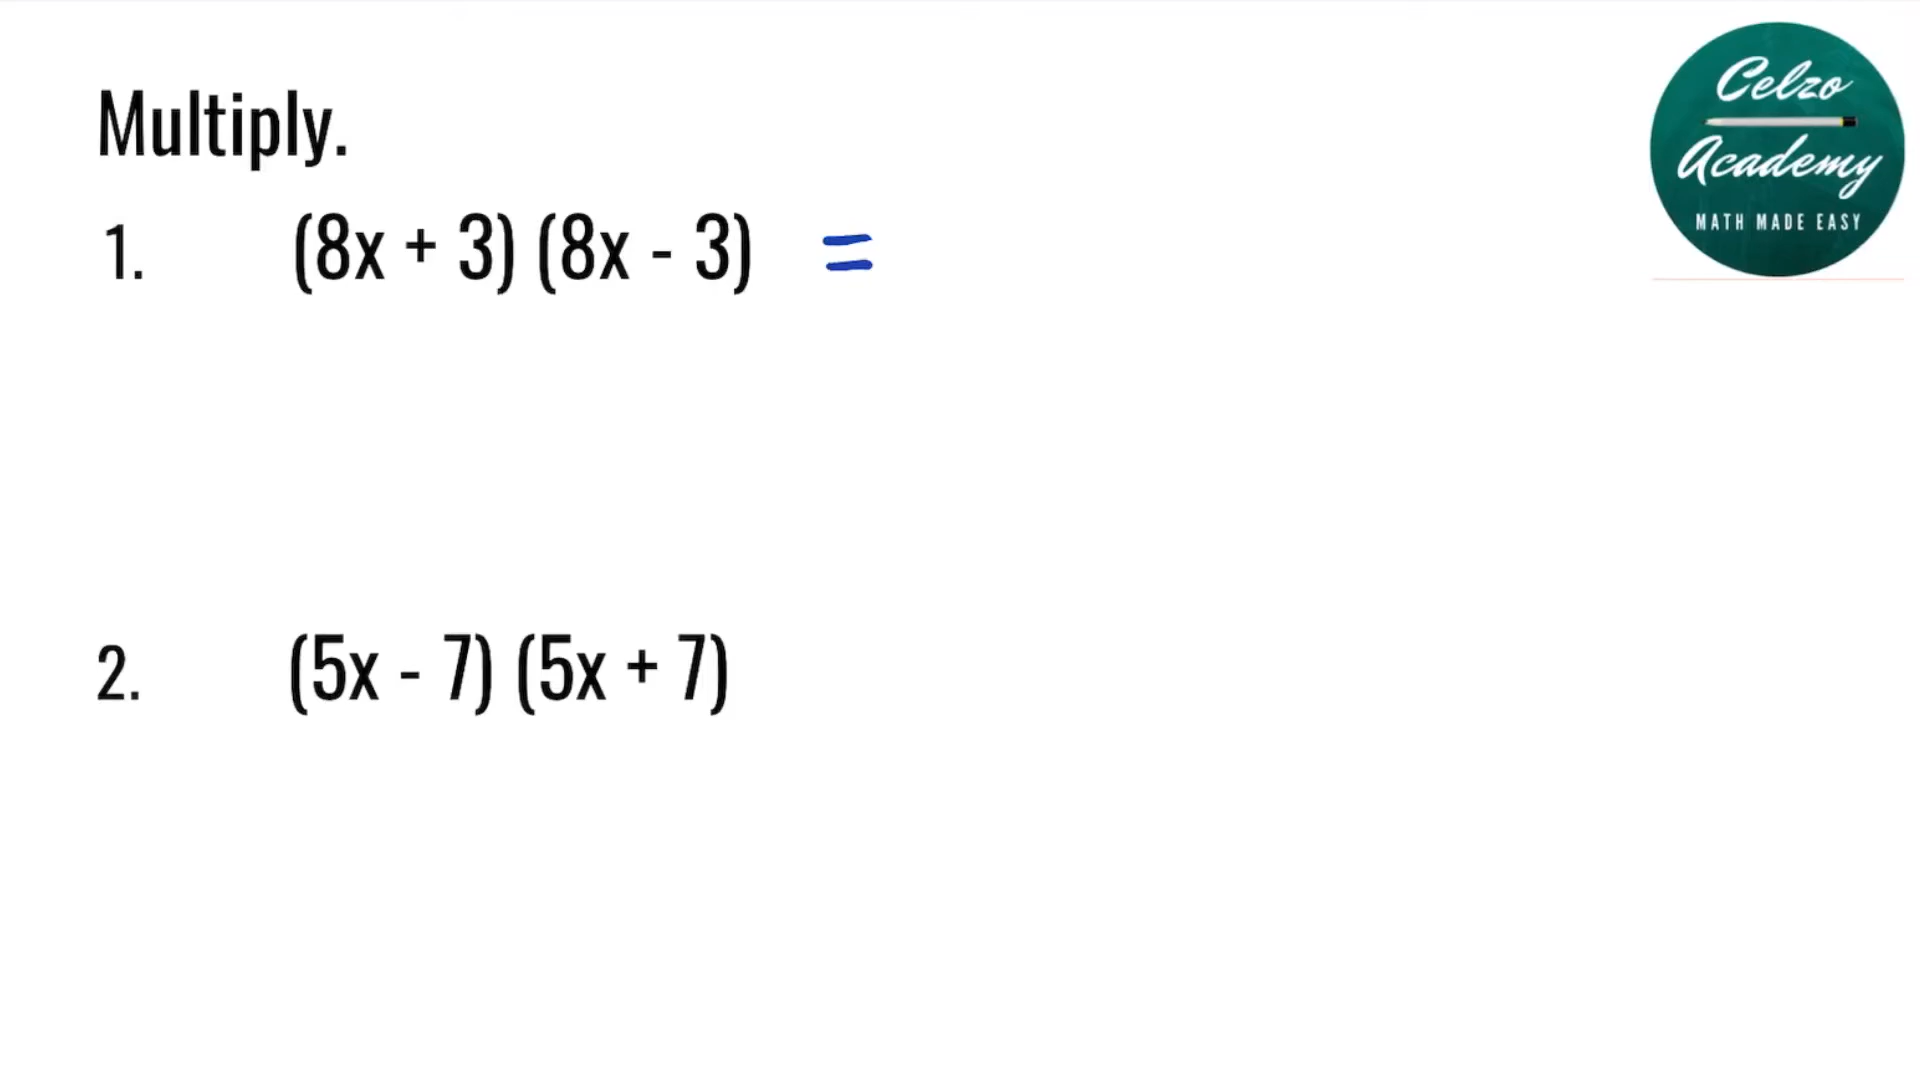 Multiply.
1. (8x + 3) (8x - 3) =
2. (5x - 7) (5x + 7)
Celzo
Academy
MATH MADE EASY